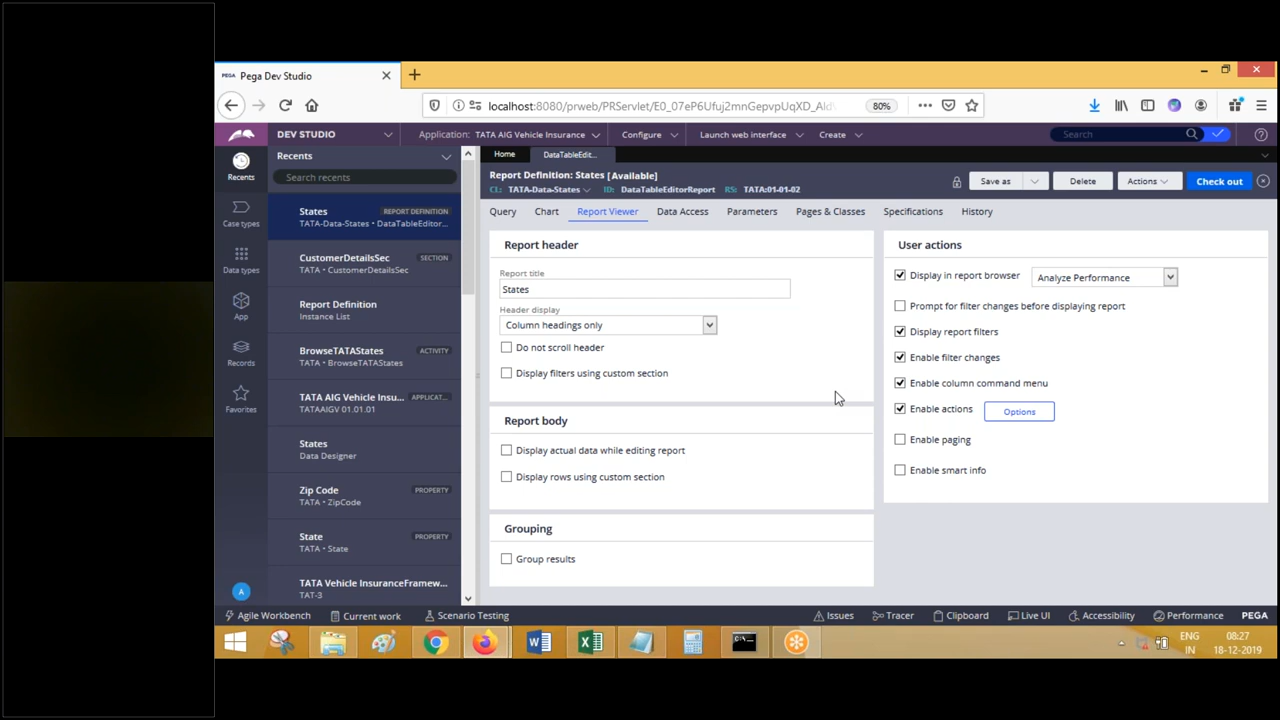 PEGA Pega Dev Studio
localhost:8080/prweb/PRServlet/E0_07eP6Ufuj2mnGepvpUqXD_Ald
80%
DEV STUDIO
Application: TATA AIG Vehicle Insurance
Configure
Launch web interface
Create
Search
Recents
Case types
Data types
App
Records
Favorites
A
Recents
Search recents
States REPORT DEFINITION
TATA-Data-States • DataTableEditor...
CustomerDetailsSec SECTION
TATA • CustomerDetailsSec
Report Definition
Instance List
BrowseTATAStates ACTIVITY
TATA • BrowseTATAStates
TATA AIG Vehicle Insu... APPLICAT...
TATAAIGV 01.01.01
States
Data Designer
Zip Code PROPERTY
TATA • ZipCode
State PROPERTY
TATA • State
TATA Vehicle InsuranceFramew...
TAT-3
Home
DataTableEdit...
Report Definition: States [Available]
CL: TATA-Data-States ID: DataTableEditorReport RS: TATA:01-01-02
Save as
Delete
Actions
Check out
Query
Chart
Report Viewer
Data Access
Parameters
Pages & Classes
Specifications
History
Report header
Report title
States
Header display
Column headings only
Do not scroll header
Display filters using custom section
Report body
Display actual data while editing report
Display rows using custom section
Grouping
Group results
User actions
Display in report browser
Analyze Performance
Prompt for filter changes before displaying report
Display report filters
Enable filter changes
Enable column command menu
Enable actions
Options
Enable paging
Enable smart info
Agile Workbench
Current work
Scenario Testing
Issues
Tracer
Clipboard
Live UI
Accessibility
Performance
PEGA
ENG
IN
08:27
18-12-2019